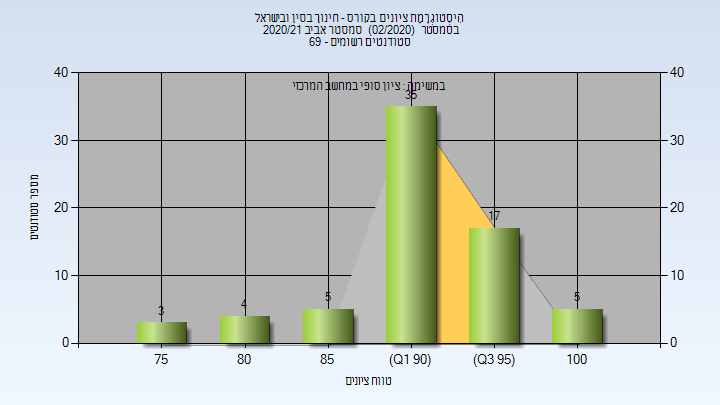 היסטוגרמת ציונים בקורס - חינוך בסין ובישראל
בסמסטר (02/2020) סמסטר אביב 2020/21
סטודנטים רשומים - 69
במשימה : ציון סופי במחשב המרכזי
מספר סטודנטים
40
30
20
10
0
40
30
20
10
0
3
4
5
35
17
5
75
80
85
(Q1 90)
(Q3 95)
100
טווח ציונים